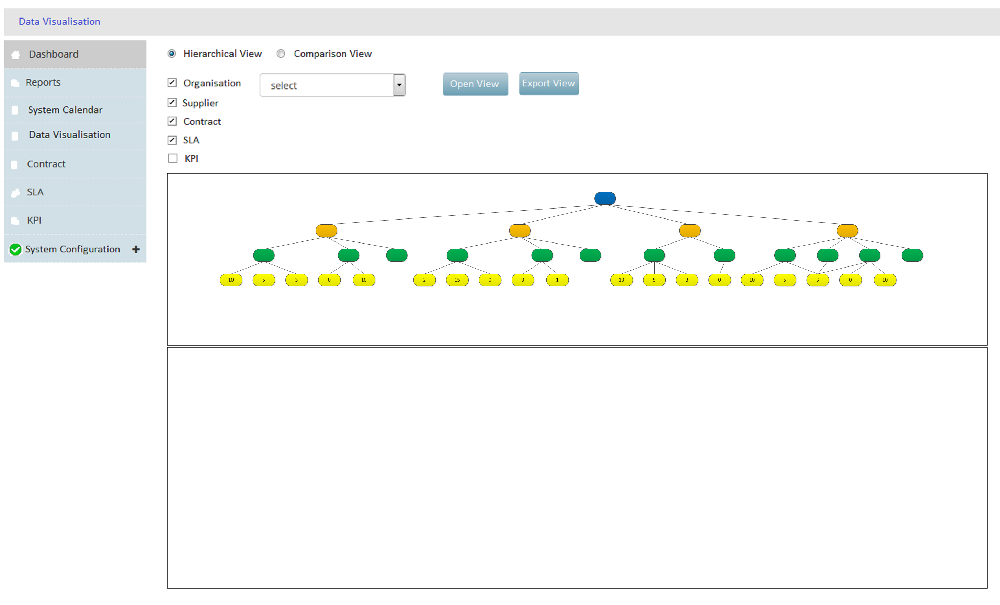 Data Visualisation
Dashboard
Reports
System Calendar
Data Visualisation
Contract
SLA
KPI
System Configuration
Hierarchical View Comparison View
Organisation select Open View Export View
Supplier
Contract
SLA
KPI
10 5 3 0 10 2 15 0 0 1 10 5 3 0 10 5 3 0 10